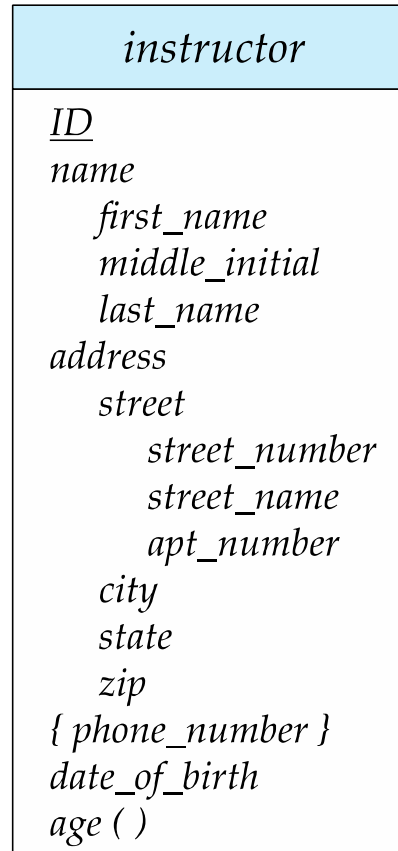 instructor
ID
name
first_name
middle_initial
last_name
address
street
street_number
street_name
apt_number
city
state
zip
{ phone_number }
date_of_birth
age ( )